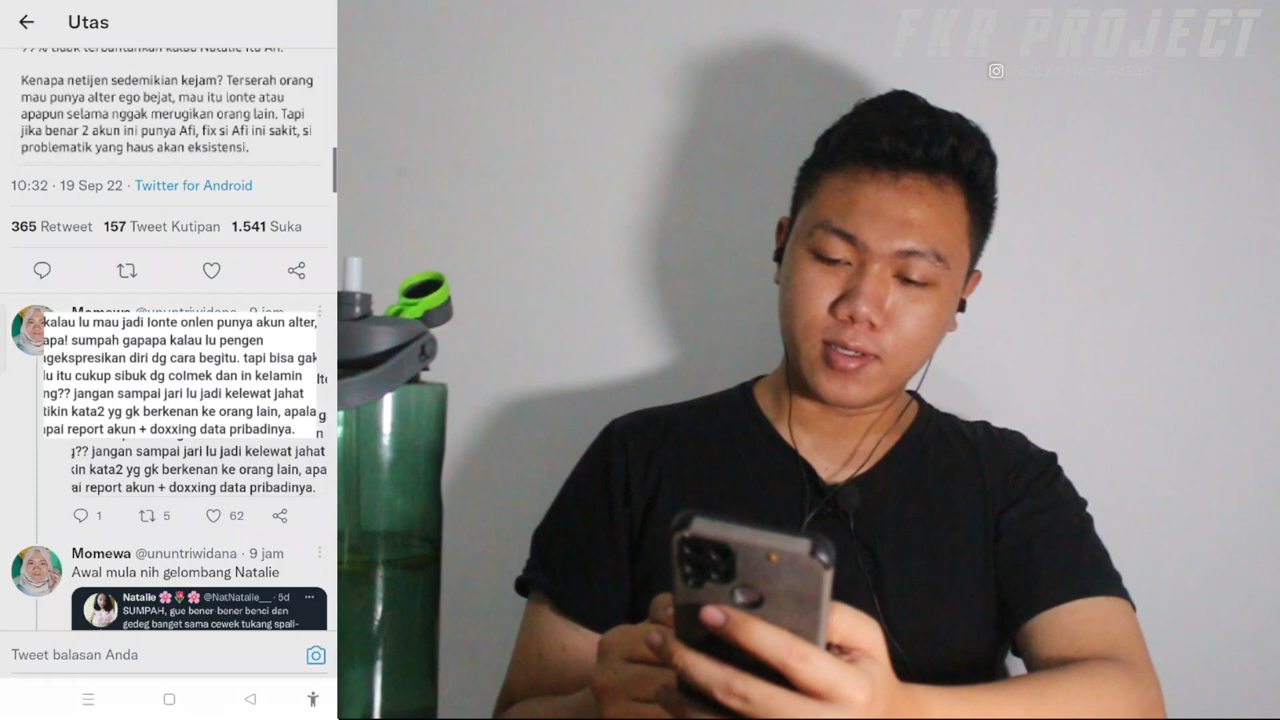 Utas
FKR PROJECT
Kenapa netijen sedemikian kejam? Terserah orang
mau punya alter ego bejat, mau itu lonte atau
apapun selama nggak merugikan orang lain. Tapi
jika benar 2 akun ini punya Afi, fix si Afi ini sakit, si
problematik yang haus akan eksistensi.
10:32 · 19 Sep 22 · Twitter for Android
365 Retweet 157 Tweet Kutipan 1.541 Suka
Momewa @ununtriwidana · 9 jam
kalau lu mau jadi lonte onlen punya akun alter,
apa! sumpah gapapa kalau lu pengen
gekspresikan diri dg cara begitu. tapi bisa gak
lu itu cukup sibuk dg colmek dan in kelamin
ng?? jangan sampai jari lu jadi kelewat jahat
tikin kata2 yg gk berkenan ke orang lain, apala
pai report akun + doxxing data pribadinya.
g?? jangan sampai jari lu jadi kelewat jahat
kin kata2 yg gk berkenan ke orang lain, apa
ai report akun + doxxing data pribadinya.
1 5 62
Momewa @ununtriwidana · 9 jam
Awal mula nih gelombang Natalie
Natalie @NatNatalie__ · 5d
SUMPAH, gue bener-bener benci dan
gedeg banget sama cewek tukang spall-
Tweet balasan Anda